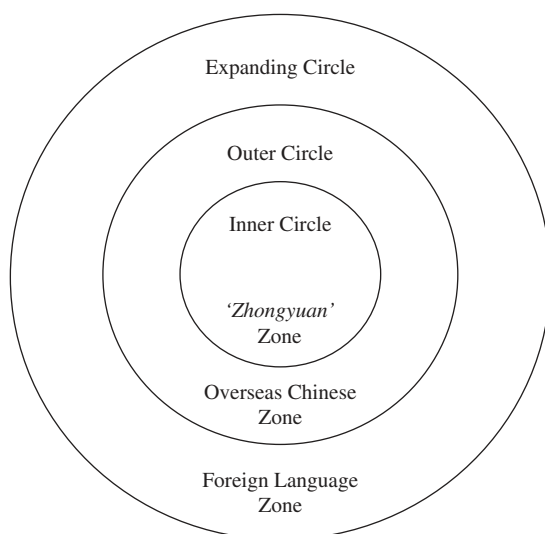 Expanding Circle
Outer Circle
Inner Circle
‘Zhongyuan’
Zone
Overseas Chinese
Zone
Foreign Language
Zone